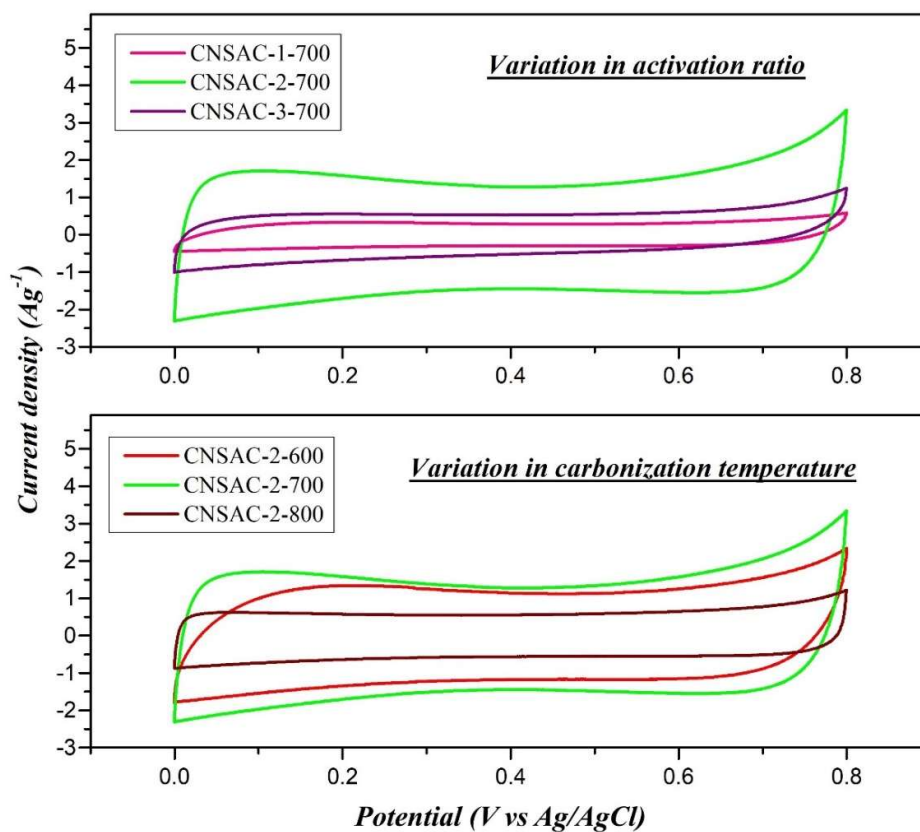 5
4
3
2
1
0
-1
-2
-3
CNSAC-1-700
CNSAC-2-700
CNSAC-3-700
Variation in activation ratio
0.0 0.2 0.4 0.6 0.8
Current density (Ag⁻¹)
5
4
3
2
1
0
-1
-2
-3
CNSAC-2-600
CNSAC-2-700
CNSAC-2-800
Variation in carbonization temperature
0.0 0.2 0.4 0.6 0.8
Potential (V vs Ag/AgCl)